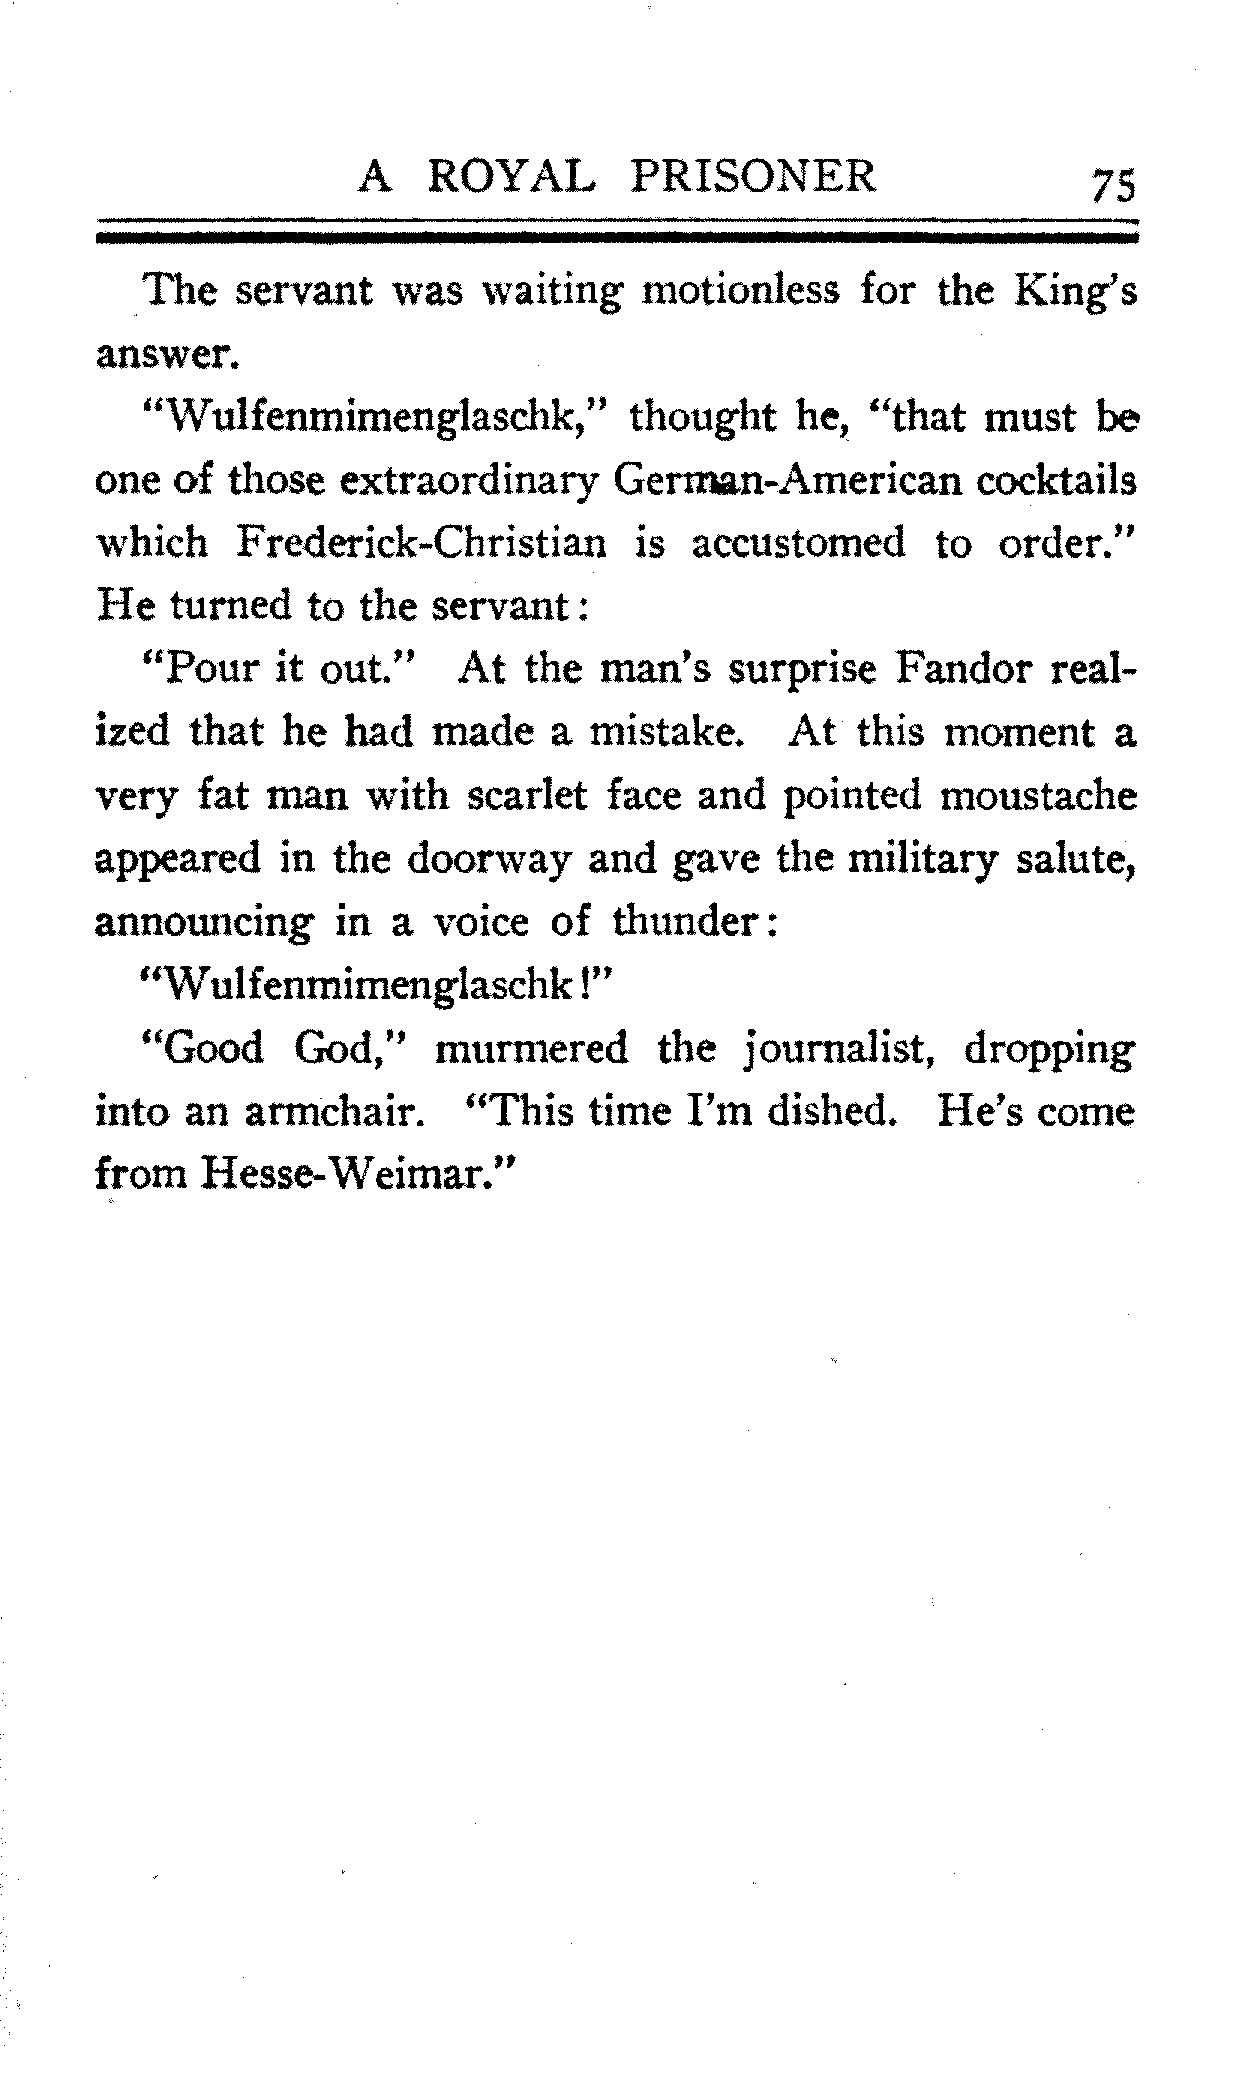 A ROYAL PRISONER 75
The servant was waiting motionless for the King's
answer.
“Wulfenmimenglaschk,” thought he, “that must be
one of those extraordinary German-American cocktails
which Frederick-Christian is accustomed to order.”
He turned to the servant:
“Pour it out.” At the man's surprise Fandor real-
ized that he had made a mistake. At this moment a
very fat man with scarlet face and pointed moustache
appeared in the doorway and gave the military salute,
announcing in a voice of thunder:
“Wulfenmimenglaschk!”
“Good God,” murmered the journalist, dropping
into an armchair. “This time I'm dished. He's come
from Hesse-Weimar.”